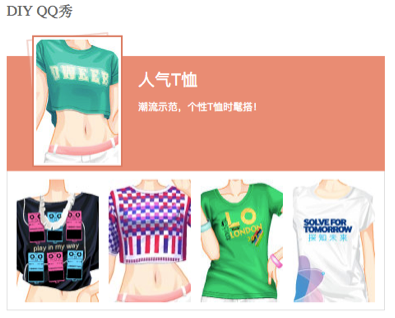 DIY QQ秀
QWEER
人气T恤
潮流示范，个性T恤时髦搭！
play in my way
LO
LONDON
SOLVE FOR
TOMORROW
探知未来